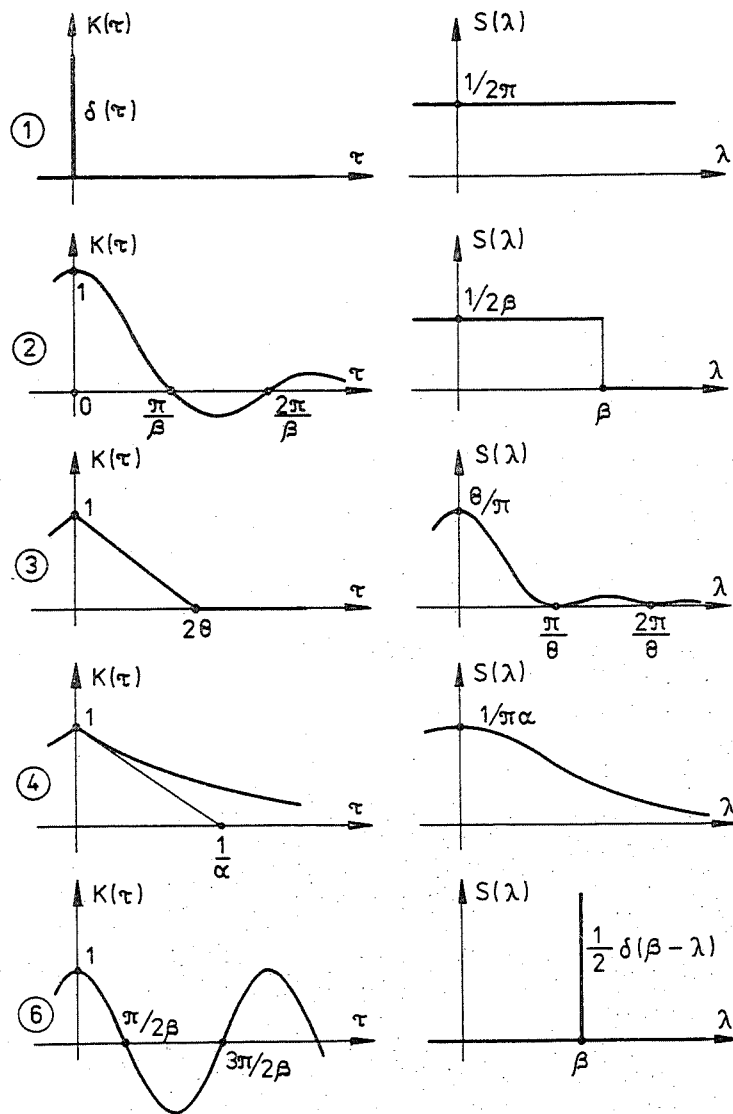 K(τ)
δ(τ)
τ
①
S(λ)
1/2π
λ
K(τ)
1
0
π/β
2π/β
τ
②
S(λ)
1/2β
β
λ
K(τ)
1
2θ
τ
③
S(λ)
θ/π
π/θ
2π/θ
λ
K(τ)
1
1/α
τ
④
S(λ)
1/πα
λ
K(τ)
1
π/2β
3π/2β
τ
⑥
S(λ)
1/2 δ(β-λ)
β
λ